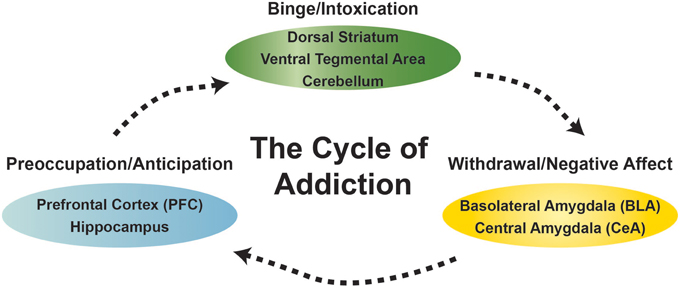 Binge/Intoxication
Dorsal Striatum
Ventral Tegmental Area
Cerebellum
The Cycle of
Addiction
Preoccupation/Anticipation
Prefrontal Cortex (PFC)
Hippocampus
Withdrawal/Negative Affect
Basolateral Amygdala (BLA)
Central Amygdala (CeA)